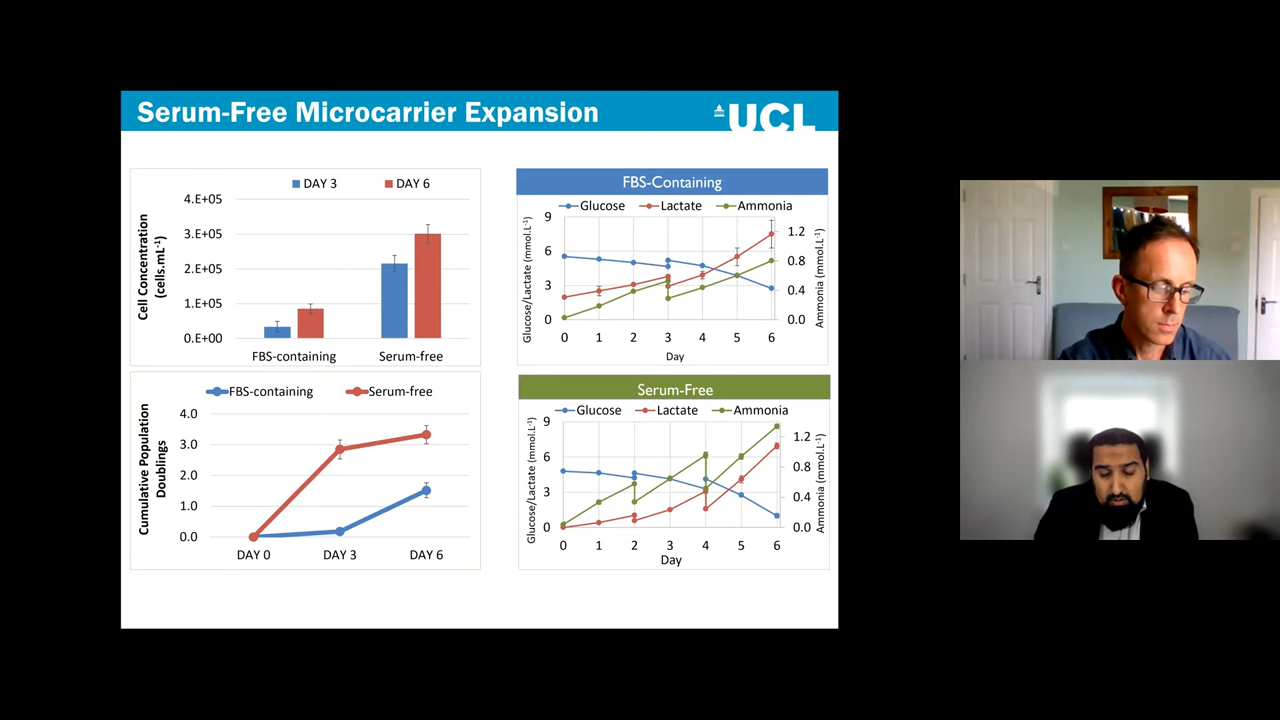 Serum-Free Microcarrier Expansion
UCL
DAY 3 DAY 6
4.E+05
3.E+05
2.E+05
1.E+05
0.E+00
Cell Concentration
(cells.mL-1)
FBS-containing Serum-free
FBS-containing Serum-free
4.0
3.0
2.0
1.0
0.0
Cumulative Population
Doublings
DAY 0 DAY 3 DAY 6
FBS-Containing
Glucose Lactate Ammonia
9
6
3
0
Glucose/Lactate (mmol.L-1)
1.2
0.8
0.4
0.0
Ammonia (mmol.L-1)
0 1 2 3 4 5 6
Day
Serum-Free
Glucose Lactate Ammonia
9
6
3
0
Glucose/Lactate (mmol.L-1)
1.2
0.8
0.4
0.0
Ammonia (mmol.L-1)
0 1 2 3 4 5 6
Day